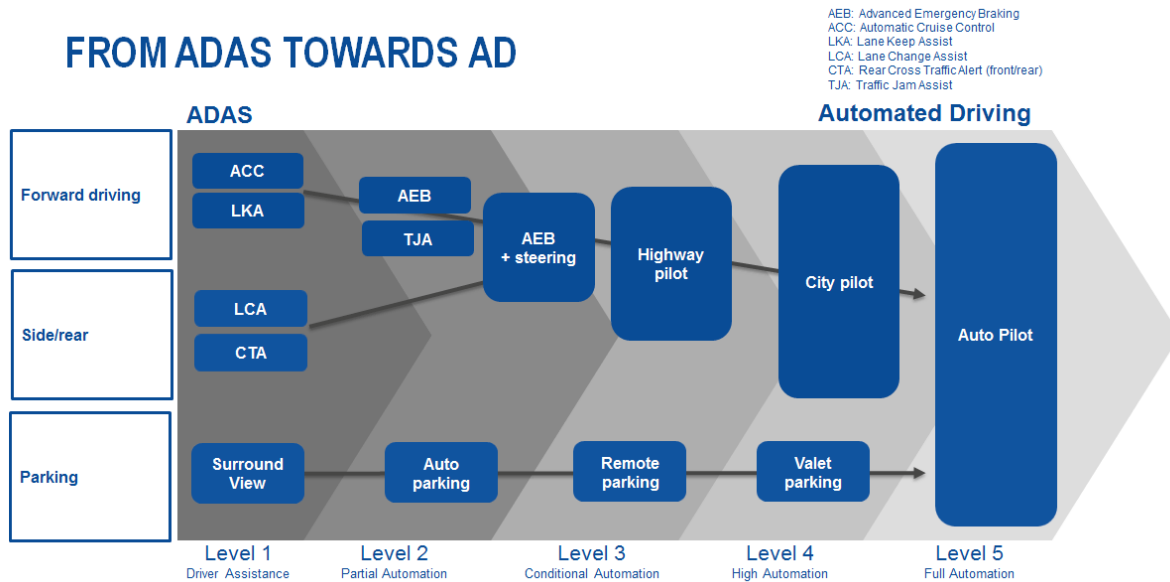 FROM ADAS TOWARDS AD
AEB: Advanced Emergency Braking
ACC: Automatic Cruise Control
LKA: Lane Keep Assist
LCA: Lane Change Assist
CTA: Rear Cross Traffic Alert (front/rear)
TJA: Traffic Jam Assist
ADAS
Automated Driving
Forward driving
ACC
LKA
AEB
TJA
AEB
+ steering
Highway
pilot
City pilot
Auto Pilot
Side/rear
LCA
CTA
Parking
Surround
View
Auto
parking
Remote
parking
Valet
parking
Level 1
Driver Assistance
Level 2
Partial Automation
Level 3
Conditional Automation
Level 4
High Automation
Level 5
Full Automation